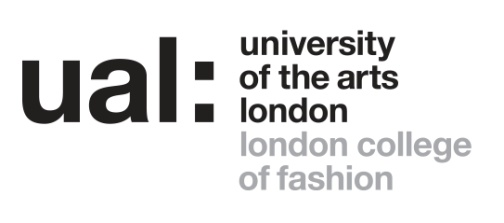 ual:
university
of the arts
london
london college
of fashion